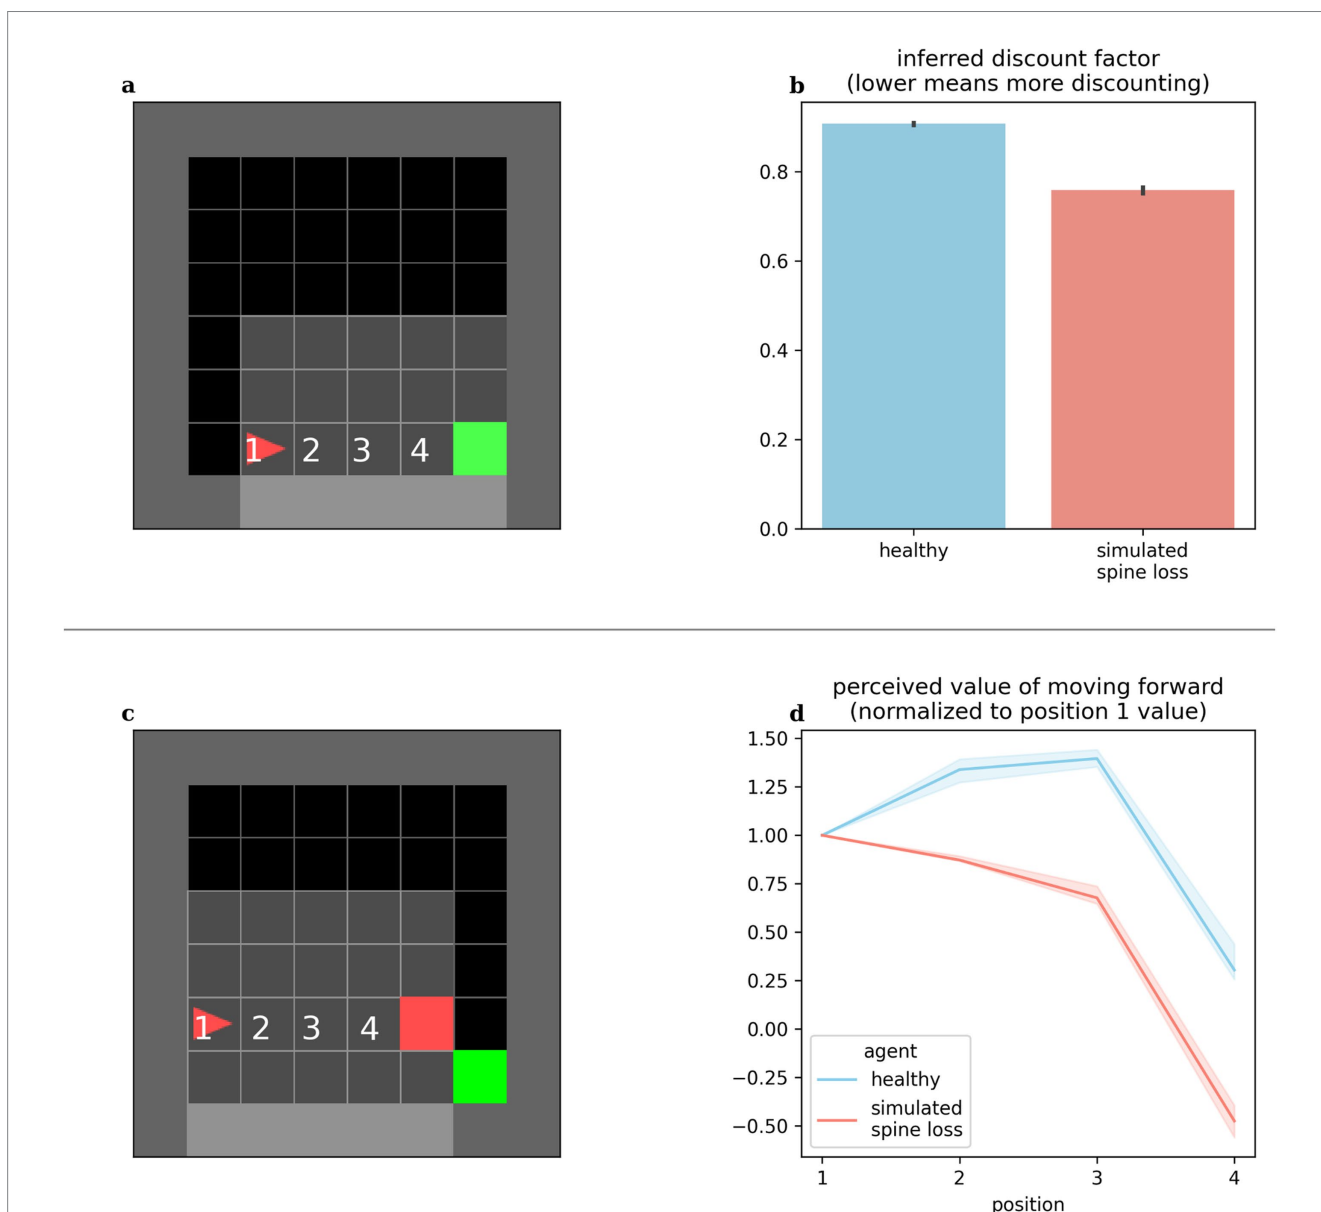 a
1 2 3 4
b
inferred discount factor
(lower means more discounting)
0.8
0.6
0.4
0.2
0.0
healthy
simulated
spine loss
c
1 2 3 4
d
perceived value of moving forward
(normalized to position 1 value)
1.50
1.25
1.00
0.75
0.50
0.25
0.00
−0.25
−0.50
agent
healthy
simulated
spine loss
1 2 3 4
position